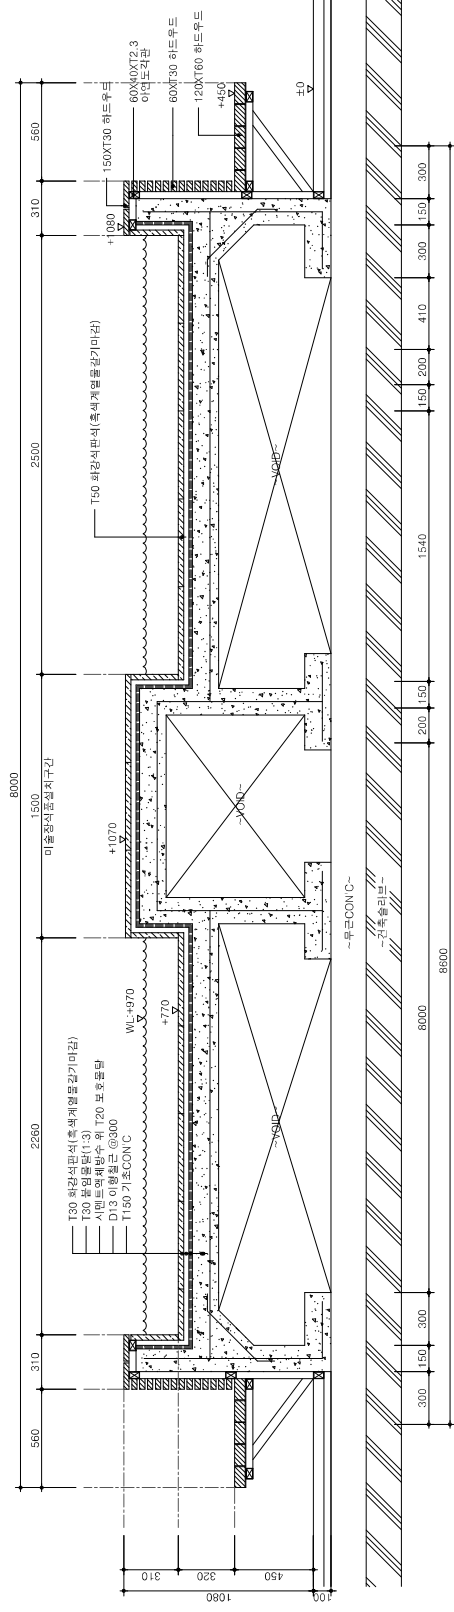 8000
560
2260
1500
2500
310
560
310
미술장식품설치구간
T30 화강석판석(흑색계열물갈기마감)
T30 붙임몰탈(1:3)
시멘트액체방수위 T20 보호몰탈
D13 이형철근 @300
T150 기초CON'C
WL:+970
+770
+1070
T50 화강석판석(흑색계열물갈기마감)
+1080
150XT30 하드우드
60X40XT2.3
아연도각관
60XT30 하드우드
120XT60 하드우드
+450
±0
~VOID~
~VOID~
~VOID~
~무근CON'C~
~건축슬라브~
300
150
300
8000
200
150
1540
150
200
410
300
150
300
8600
310
320
450
1080
100